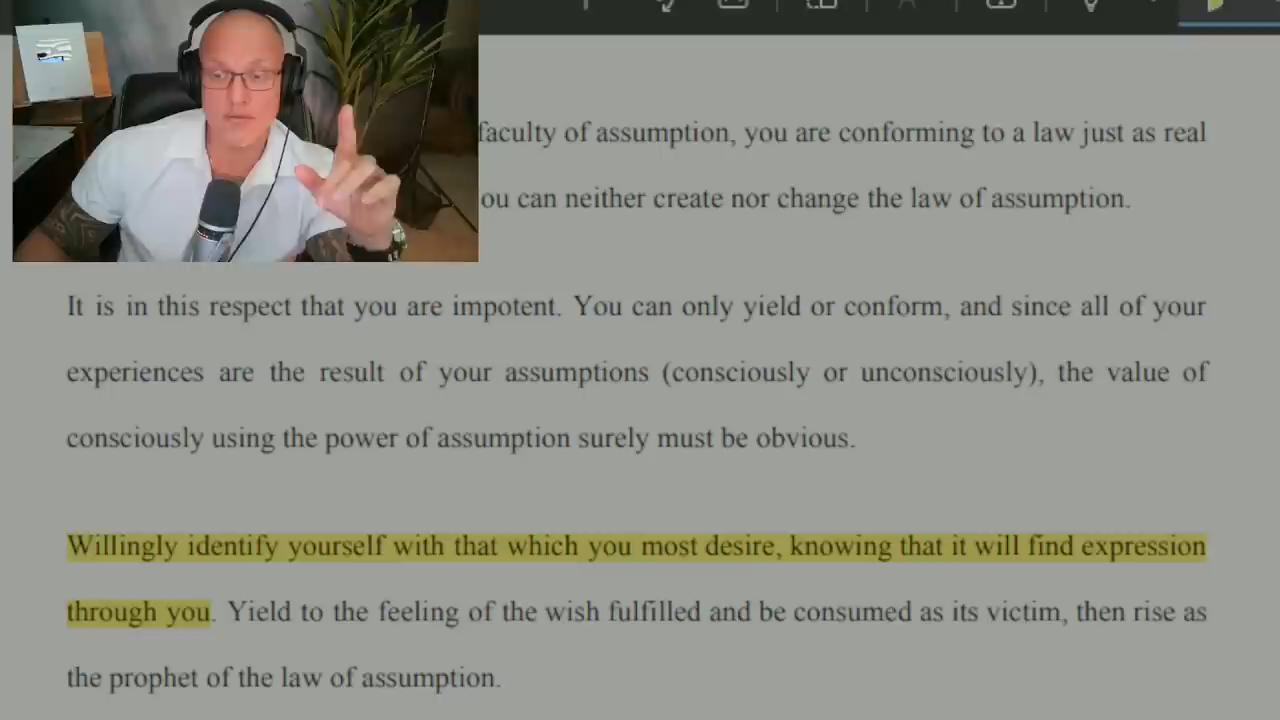 faculty of assumption, you are conforming to a law just as real
ou can neither create nor change the law of assumption.
It is in this respect that you are impotent. You can only yield or conform, and since all of your
experiences are the result of your assumptions (consciously or unconsciously), the value of
consciously using the power of assumption surely must be obvious.
Willingly identify yourself with that which you most desire, knowing that it will find expression
through you. Yield to the feeling of the wish fulfilled and be consumed as its victim, then rise as
the prophet of the law of assumption.